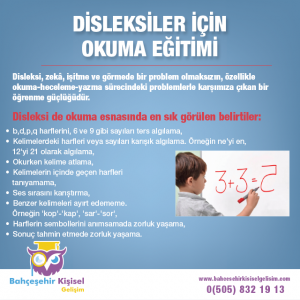 DİSLEKSİLER İÇİN
OKUMA EĞİTİMİ
Disleksi, zekâ, işitme ve görmede bir problem olmaksızın, özellikle
okuma-heceleme-yazma sürecindeki problemlerle karşımıza çıkan bir
öğrenme güçlüğüdür.
Disleksi de okuma esnasında en sık görülen belirtiler:
• b,d,p,q harflerini, 6 ve 9 gibi sayıları ters algılama,
• Kelimelerdeki harfleri veya sayıları karışık algılama. Örneğin ne'yi en,
12'yi 21 olarak algılama,
• Okurken kelime atlama,
• Kelimelerin içinde geçen harfleri
tanıyamama,
• Ses sırasını karıştırma,
• Benzer kelimeleri ayırt edememe.
Örneğin 'kop'-'kap', 'sar'-'sor',
• Harflerin sembollerini anımsamada zorluk yaşama,
• Sonuç tahmin etmede zorluk yaşama.
3+3=5
Bahçeşehir Kişisel
Gelişim
www.bahcesehirkisiselgelisim.com
0(505) 832 19 13